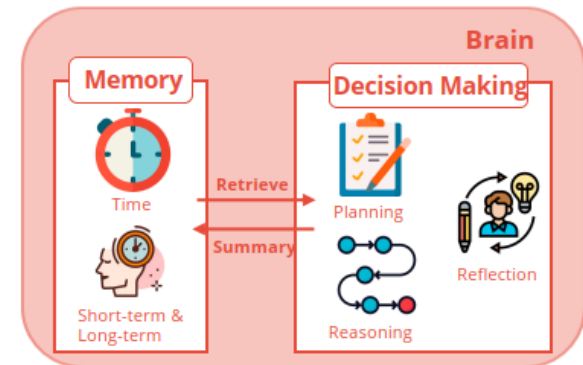 Brain
Memory
Time
Short-term &
Long-term
Retrieve
Summary
Decision Making
Planning
Reasoning
Reflection